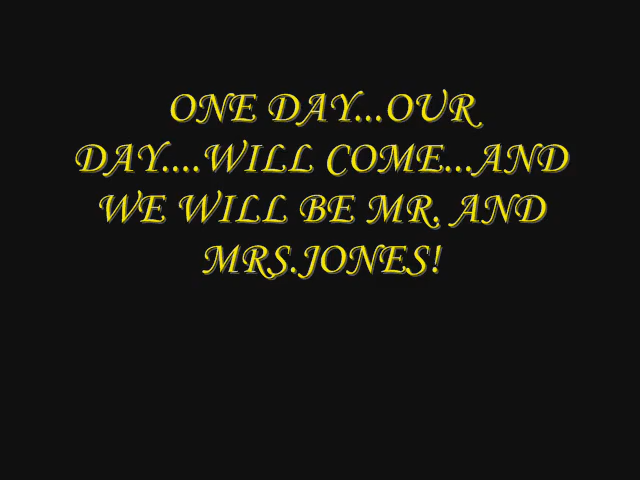 ONE DAY...OUR
DAY....WILL COME...AND
WE WILL BE MR. AND
MRS.JONES!